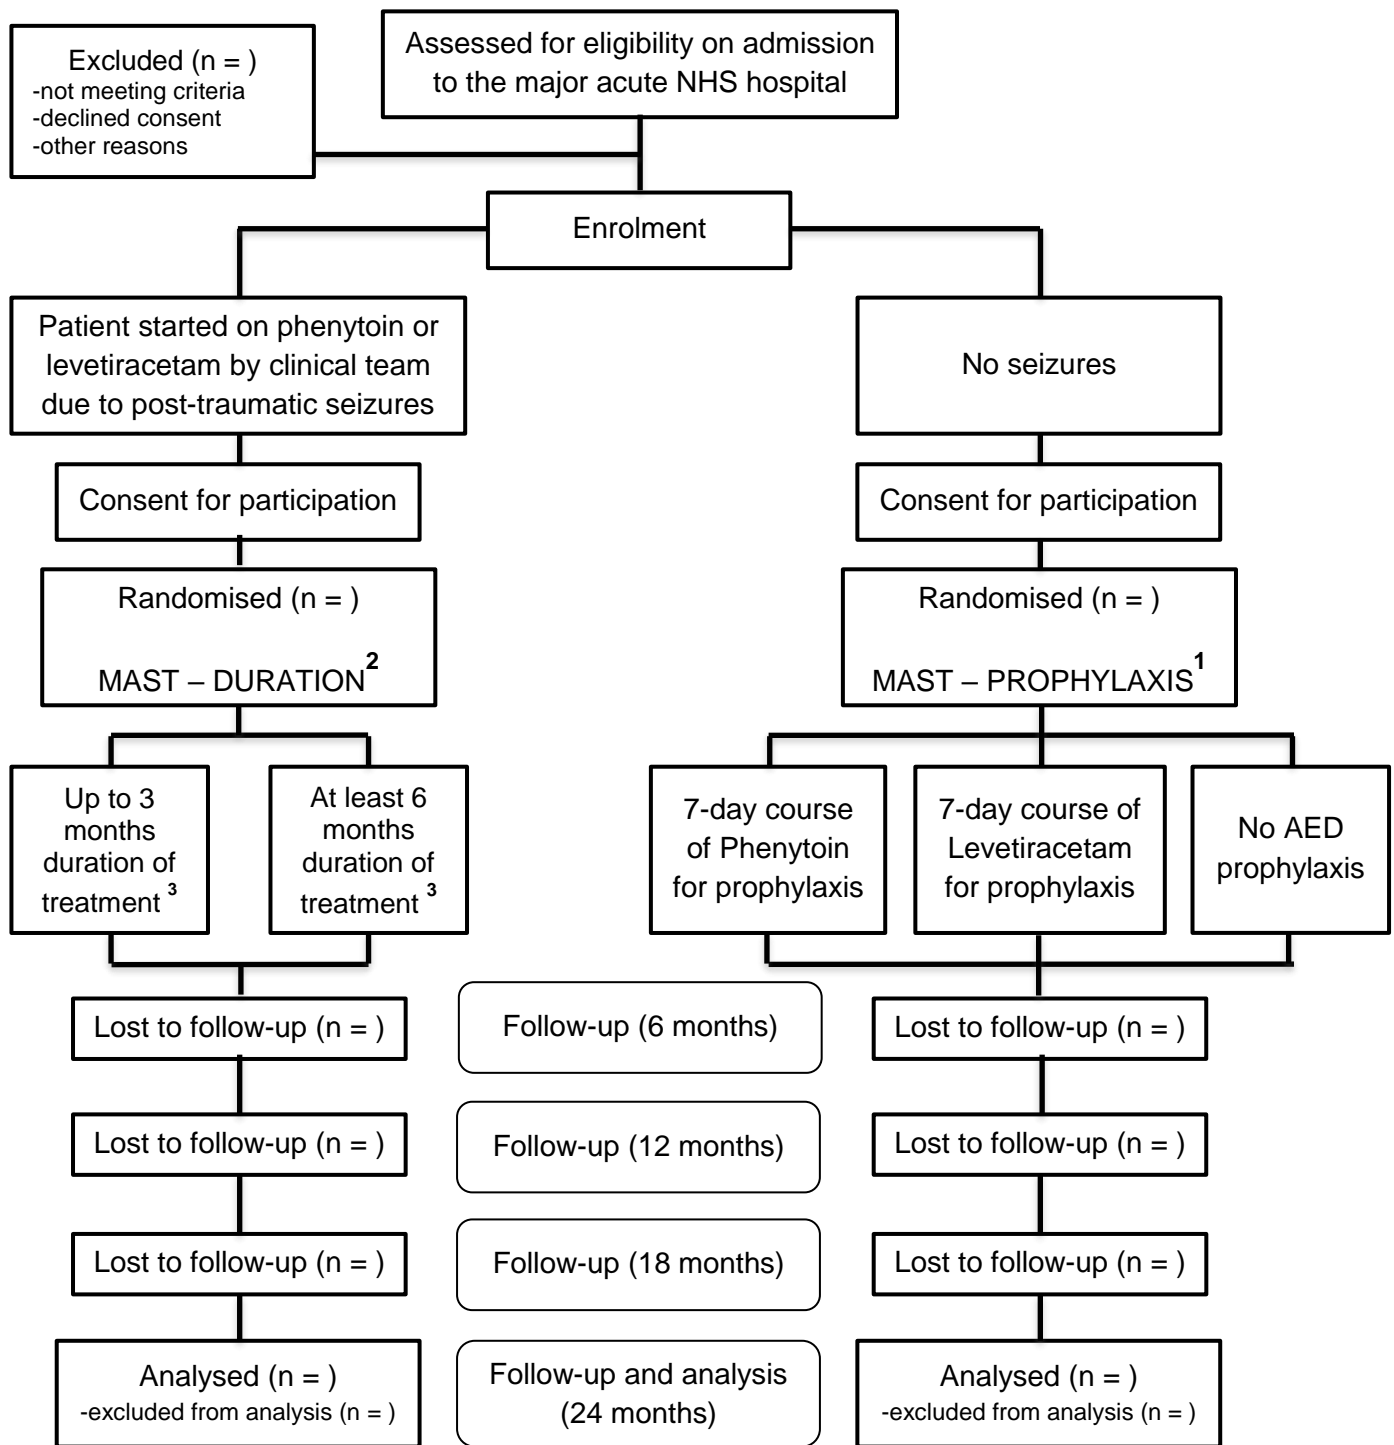 Excluded (n = )
-not meeting criteria
-declined consent
-other reasons
Assessed for eligibility on admission
to the major acute NHS hospital
Enrolment
Patient started on phenytoin or
levetiracetam by clinical team
due to post-traumatic seizures
No seizures
Consent for participation
Consent for participation
Randomised (n = )
MAST – DURATION2
Randomised (n = )
MAST – PROPHYLAXIS1
Up to 3
months
duration of
treatment 3
At least 6
months
duration of
treatment 3
7-day course
of Phenytoin
for prophylaxis
7-day course of
Levetiracetam
for prophylaxis
No AED
prophylaxis
Lost to follow-up (n = )
Follow-up (6 months)
Lost to follow-up (n = )
Lost to follow-up (n = )
Follow-up (12 months)
Lost to follow-up (n = )
Lost to follow-up (n = )
Follow-up (18 months)
Lost to follow-up (n = )
Analysed (n = )
-excluded from analysis (n = )
Follow-up and analysis
(24 months)
Analysed (n = )
-excluded from analysis (n = )